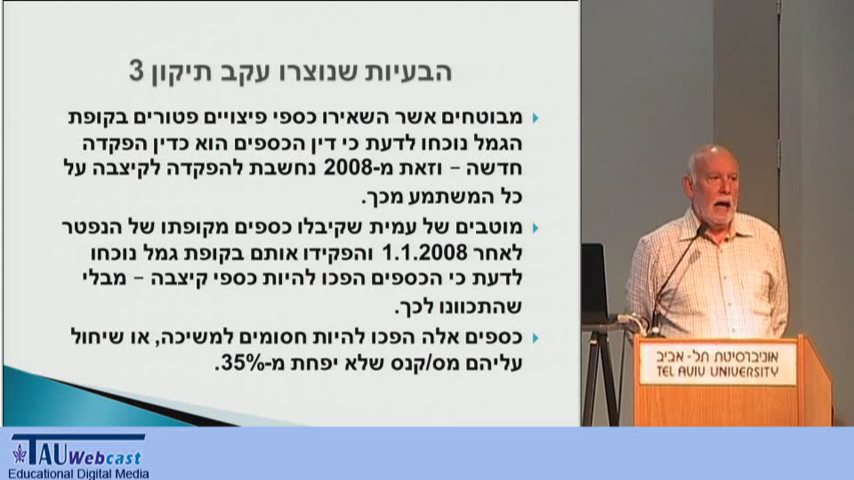 הבעיות שנוצרו עקב תיקון 3
מבוטחים אשר השאירו כספי פיצויים פטורים בקופת
הגמל נוכחו לדעת כי דין הכספים הוא כדין הפקדה
חדשה – וזאת מ-2008 נחשבת להפקדה לקיצבה על
כל המשתמע מכך.
מוטבים של עמית שקיבלו כספים מקופתו של הנפטר
לאחר 1.1.2008 והפקידו אותם בקופת גמל נוכחו
לדעת כי הכספים הפכו להיות כספי קיצבה – מבלי
שהתכוונו לכך.
כספים אלה הפכו להיות חסומים למשיכה, או שיחול
עליהם מס/קנס שלא יפחת מ-35%.
אוניברסיטת תל-אביב
TEL AVIV UNIVERSITY
TAU Webcast
Educational Digital Media